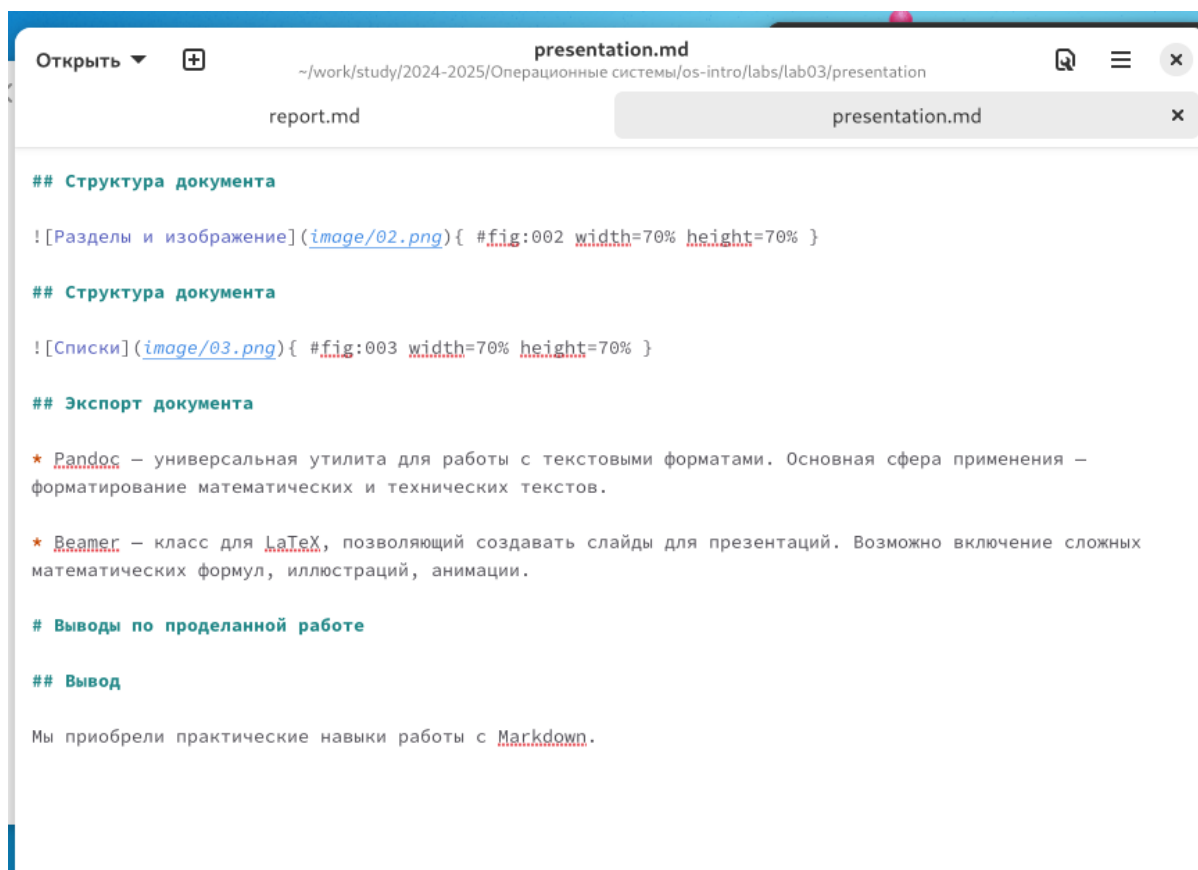 Открыть
presentation.md
~/work/study/2024-2025/Операционные системы/os-intro/labs/lab03/presentation
report.md
presentation.md
## Структура документа
![Разделы и изображение](image/02.png){ #fig:002 width=70% height=70% }
## Структура документа
![Списки](image/03.png){ #fig:003 width=70% height=70% }
## Экспорт документа
* Pandoc — универсальная утилита для работы с текстовыми форматами. Основная сфера применения —
форматирование математических и технических текстов.
* Beamer — класс для LaTeX, позволяющий создавать слайды для презентаций. Возможно включение сложных
математических формул, иллюстраций, анимации.
# Выводы по проделанной работе
## Вывод
Мы приобрели практические навыки работы с Markdown.